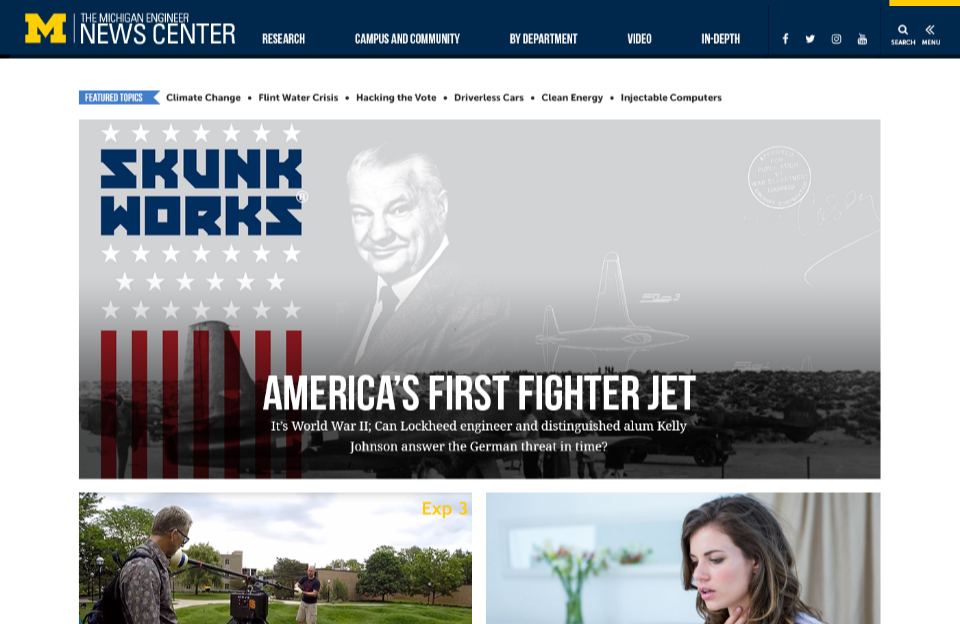 THE MICHIGAN ENGINEER
NEWS CENTER
RESEARCH
CAMPUS AND COMMUNITY
BY DEPARTMENT
VIDEO
IN-DEPTH
SEARCH
MENU
FEATURED TOPICS
Climate Change • Flint Water Crisis • Hacking the Vote • Driverless Cars • Clean Energy • Injectable Computers
SKUNK
WORKS®
AMERICA'S FIRST FIGHTER JET
It's World War II; Can Lockheed engineer and distinguished alum Kelly
Johnson answer the German threat in time?
Exp 3